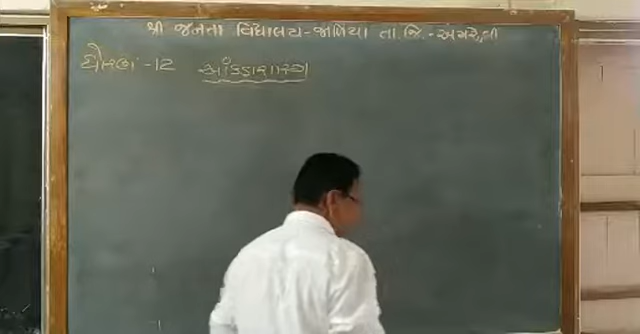 શ્રી જનતા વિદ્યાલય-જાળિયા તા.જિ.-અમરેલી
ધોરણ :- 12 આંકડાશાસ્ત્ર